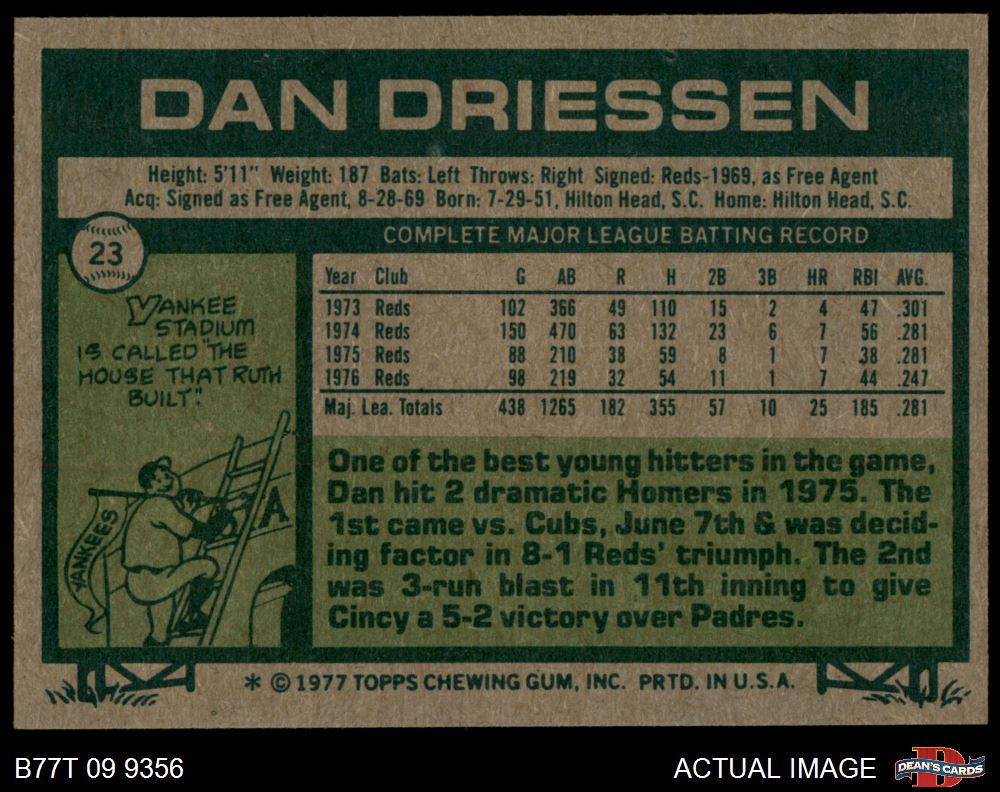 DAN DRIESSEN
Height: 5'11" Weight: 187 Bats: Left Throws: Right Signed: Reds-1969, as Free Agent
Acq: Signed as Free Agent, 8-28-69 Born: 7-29-51, Hilton Head, S.C. Home: Hilton Head, S.C.
23
COMPLETE MAJOR LEAGUE BATTING RECORD
Year Club G AB R H 2B 3B HR RBI AVG.
1973 Reds 102 366 49 110 15 2 4 47 .301
1974 Reds 150 470 63 132 23 6 7 56 .281
1975 Reds 88 210 38 59 8 1 7 38 .281
1976 Reds 98 219 32 54 11 1 7 44 .247
Maj. Lea. Totals 438 1265 182 355 57 10 25 185 .281
YANKEE
STADIUM
IS CALLED "THE
HOUSE THAT RUTH
BUILT".
YANKEES
A
One of the best young hitters in the game,
Dan hit 2 dramatic Homers in 1975. The
1st came vs. Cubs, June 7th & was decid-
ing factor in 8-1 Reds' triumph. The 2nd
was 3-run blast in 11th inning to give
Cincy a 5-2 victory over Padres.
* © 1977 TOPPS CHEWING GUM, INC. PRTD. IN U.S.A.
B77T 09 9356
ACTUAL IMAGE
D
DEAN'S CARDS